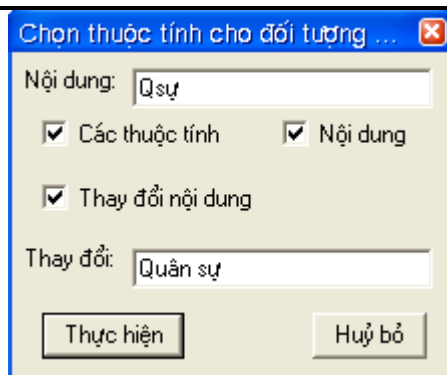 Chọn thuộc tính cho đối tượng ...
Nội dung: Qsự
Các thuộc tính Nội dung
Thay đổi nội dung
Thay đổi: Quân sự
Thực hiện Huỷ bỏ